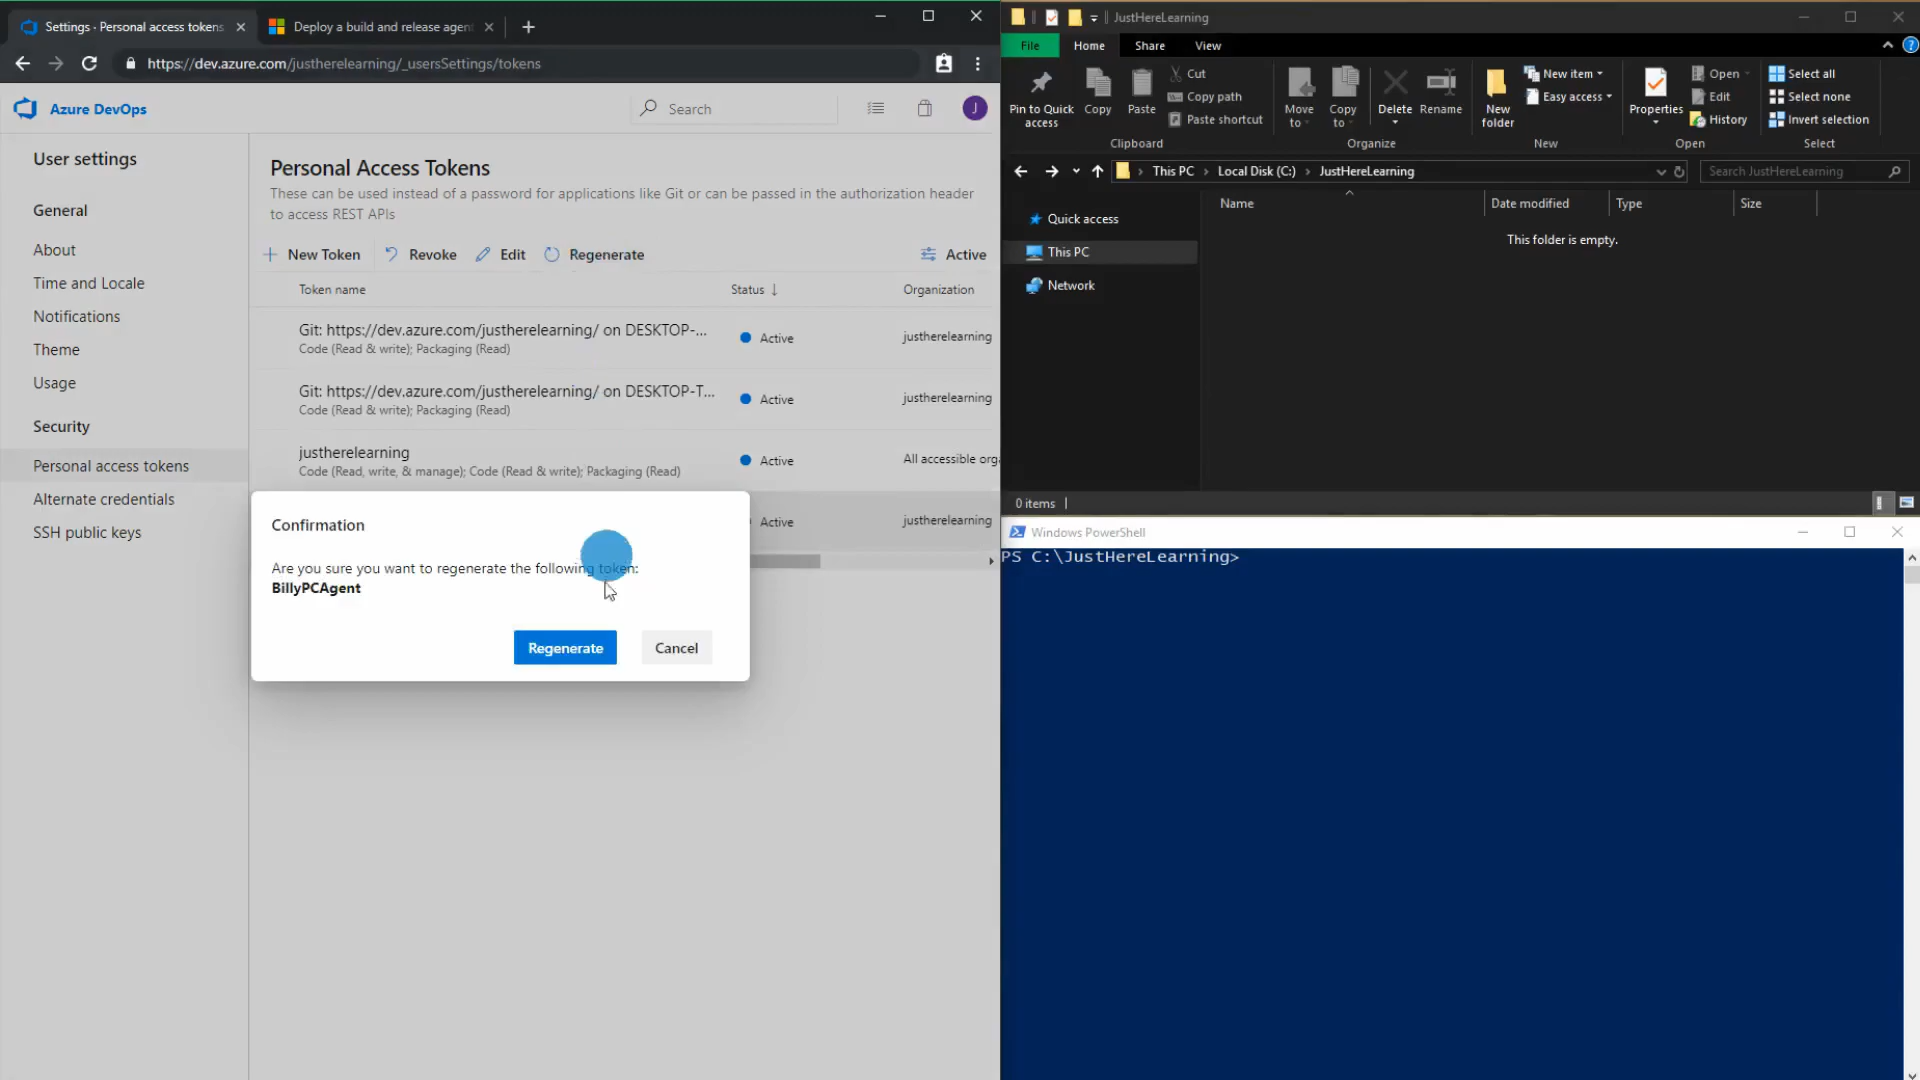 Settings · Personal access tokens
Deploy a build and release agen
https://dev.azure.com/justherelearning/_usersSettings/tokens
Azure DevOps
Search
J
User settings
General
About
Time and Locale
Notifications
Theme
Usage
Security
Personal access tokens
Alternate credentials
SSH public keys
Personal Access Tokens
These can be used instead of a password for applications like Git or can be passed in the authorization header
to access REST APIs
New Token
Revoke
Edit
Regenerate
Active
Token name
Status
Organization
Git: https://dev.azure.com/justherelearning/ on DESKTOP-...
Code (Read & write); Packaging (Read)
Active
justherelearning
Git: https://dev.azure.com/justherelearning/ on DESKTOP-T...
Code (Read & write); Packaging (Read)
Active
justherelearning
justherelearning
Code (Read, write, & manage); Code (Read & write); Packaging (Read)
Active
All accessible orga
Active
justherelearning
Confirmation
Are you sure you want to regenerate the following token:
BillyPCAgent
Regenerate
Cancel
JustHereLearning
File
Home
Share
View
Pin to Quick access
Copy
Paste
Cut
Copy path
Paste shortcut
Clipboard
Move to
Copy to
Delete
Rename
Organize
New folder
New item
Easy access
New
Properties
Open
Edit
History
Open
Select all
Select none
Invert selection
Select
This PC
Local Disk (C:)
JustHereLearning
Search JustHereLearning
Quick access
This PC
Network
Name
Date modified
Type
Size
This folder is empty.
0 items
Windows PowerShell
PS C:\JustHereLearning>